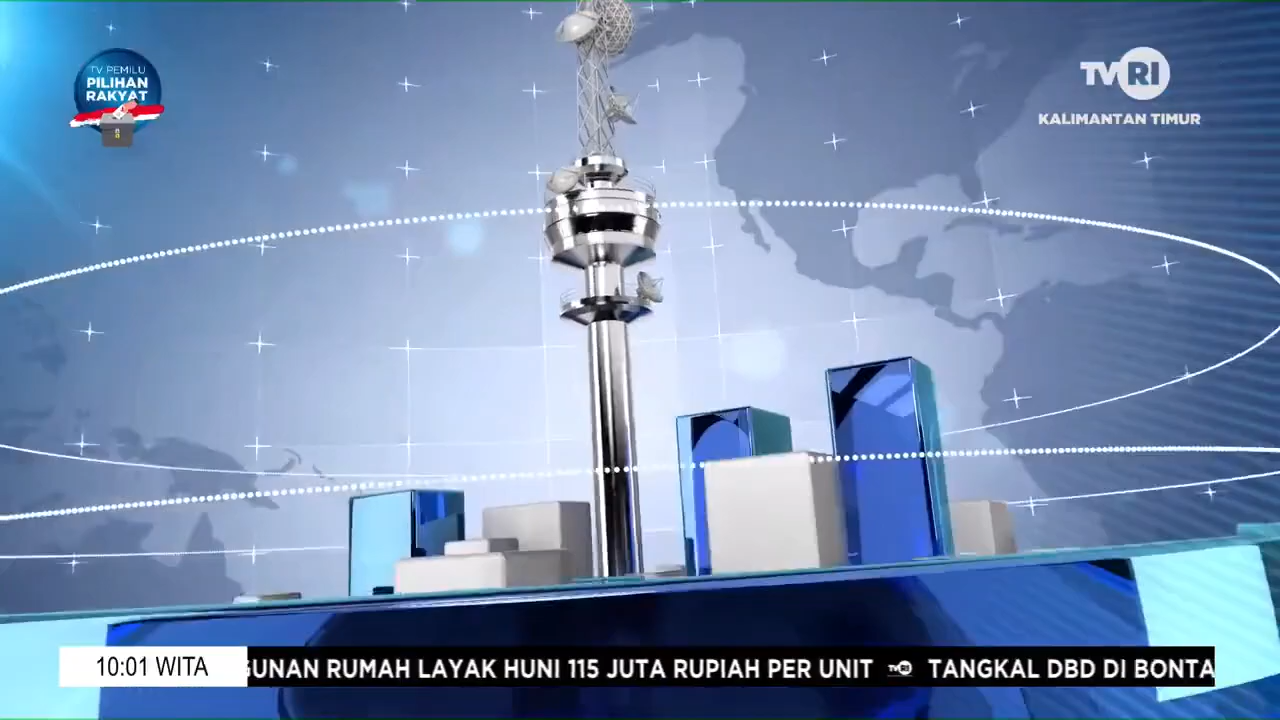 TV PEMILU
PILIHAN
RAKYAT
TVRI
KALIMANTAN TIMUR
10:01 WITA
GUNAN RUMAH LAYAK HUNI 115 JUTA RUPIAH PER UNIT TVRI TANGKAL DBD DI BONTA